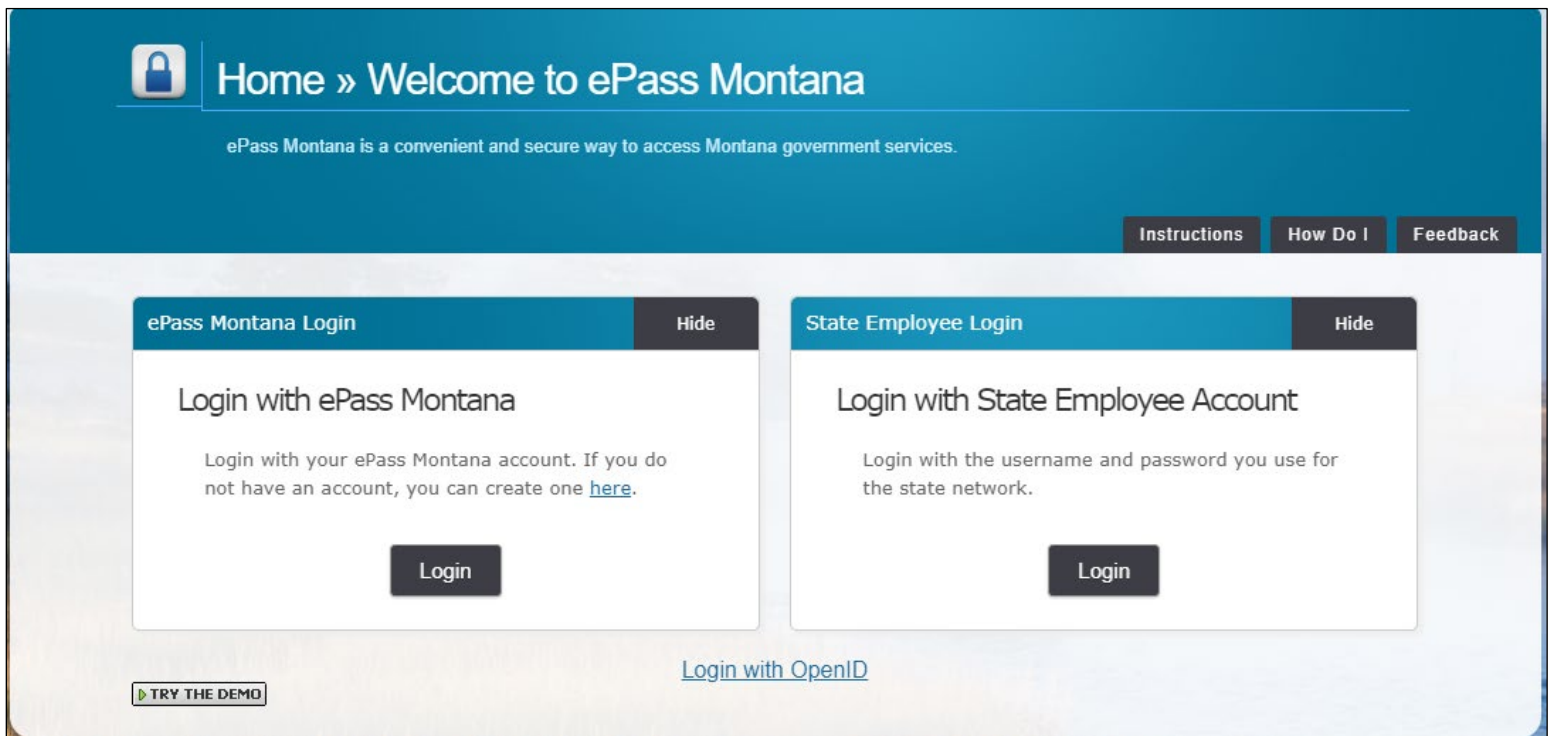 Home » Welcome to ePass Montana
ePass Montana is a convenient and secure way to access Montana government services.
Instructions
How Do I
Feedback
ePass Montana Login
Hide
Login with ePass Montana
Login with your ePass Montana account. If you do
not have an account, you can create one here.
Login
State Employee Login
Hide
Login with State Employee Account
Login with the username and password you use for
the state network.
Login
Login with OpenID
TRY THE DEMO